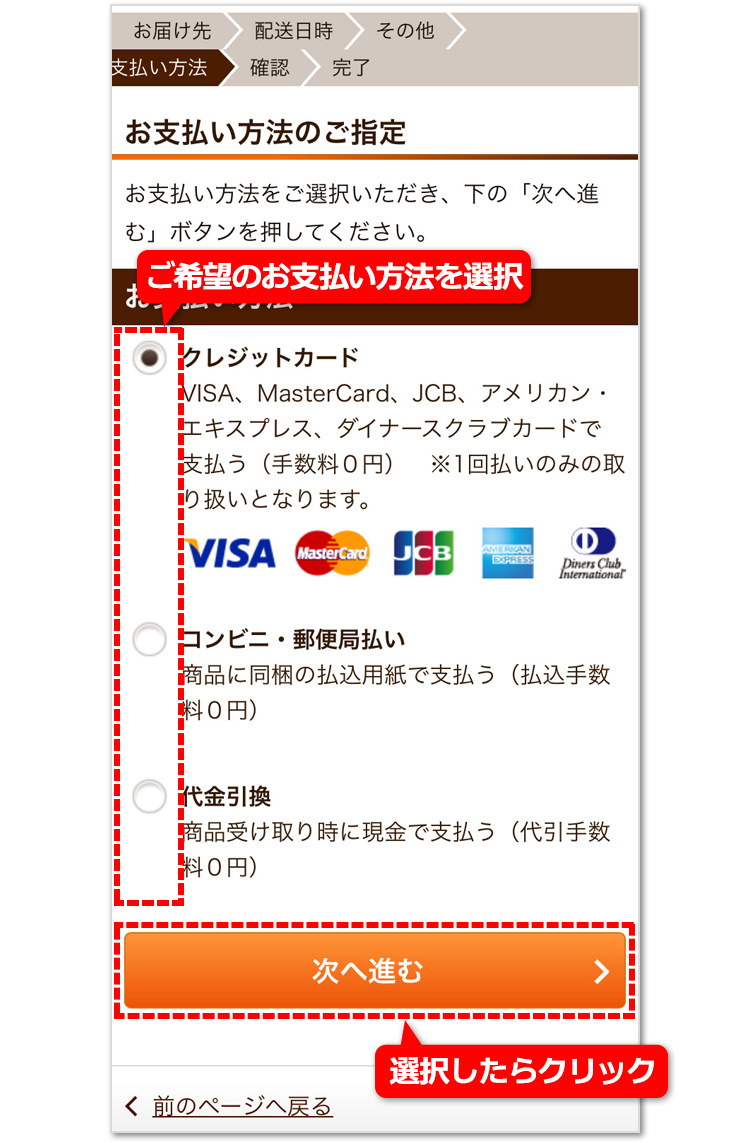 お届け先 配送日時 その他
支払い方法 確認 完了
お支払い方法のご指定
お支払い方法をご選択いただき、下の「次へ進
む」ボタンを押してください。
ご希望のお支払い方法を選択
お支払い方法
クレジットカード
VISA、MasterCard、JCB、アメリカン・
エキスプレス、ダイナースクラブカードで
支払う（手数料０円）　※1回払いのみの取
り扱いとなります。
VISA MasterCard JCB AMERICAN EXPRESS Diners Club International
コンビニ・郵便局払い
商品に同梱の払込用紙で支払う（払込手数
料０円）
代金引換
商品受け取り時に現金で支払う（代引手数
料０円）
次へ進む
選択したらクリック
前のページへ戻る